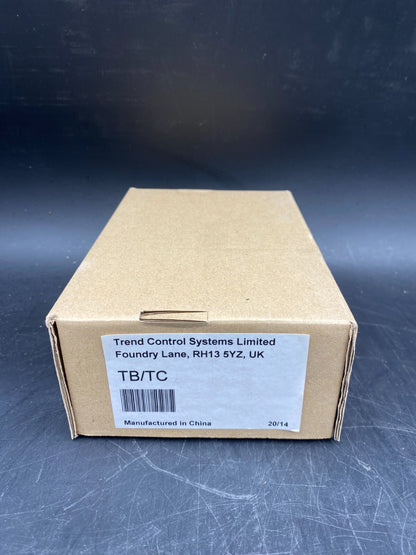 Trend Control Systems Limited
Foundry Lane, RH13 5YZ, UK
TB/TC
Manufactured in China 20/14